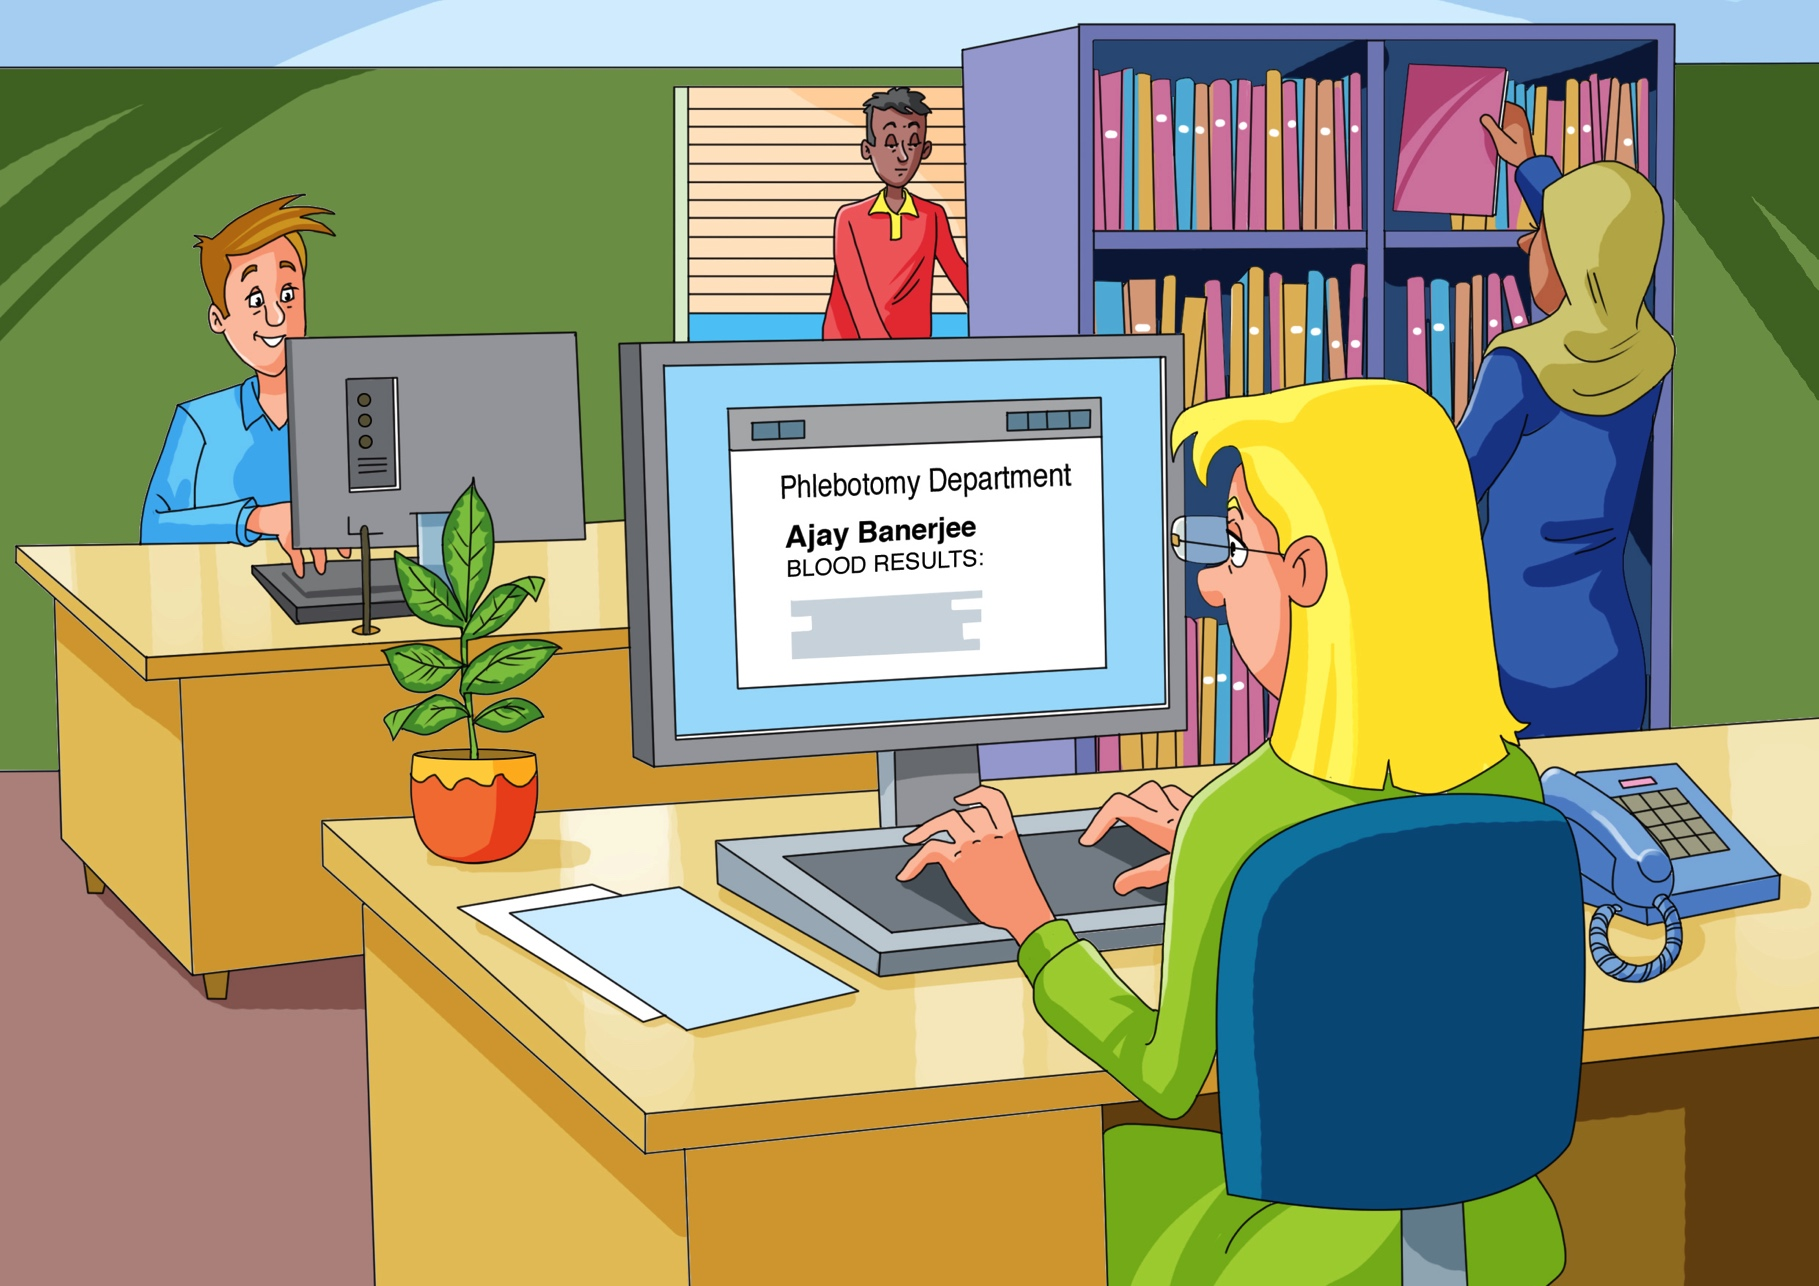 Phlebotomy Department
Ajay Banerjee
BLOOD RESULTS: